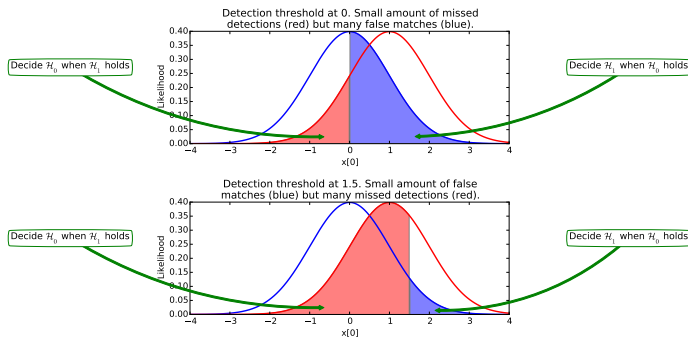 Detection threshold at 0. Small amount of missed
detections (red) but many false matches (blue).
0.40
0.35
0.30
0.25
0.20
0.15
0.10
0.05
0.00
Likelihood
Decide ℋ₀ when ℋ₁ holds
Decide ℋ₁ when ℋ₀ holds
−4 −3 −2 −1 0 1 2 3 4
x[0]
Detection threshold at 1.5. Small amount of false
matches (blue) but many missed detections (red).
0.40
0.35
0.30
0.25
0.20
0.15
0.10
0.05
0.00
Likelihood
Decide ℋ₀ when ℋ₁ holds
Decide ℋ₁ when ℋ₀ holds
−4 −3 −2 −1 0 1 2 3 4
x[0]